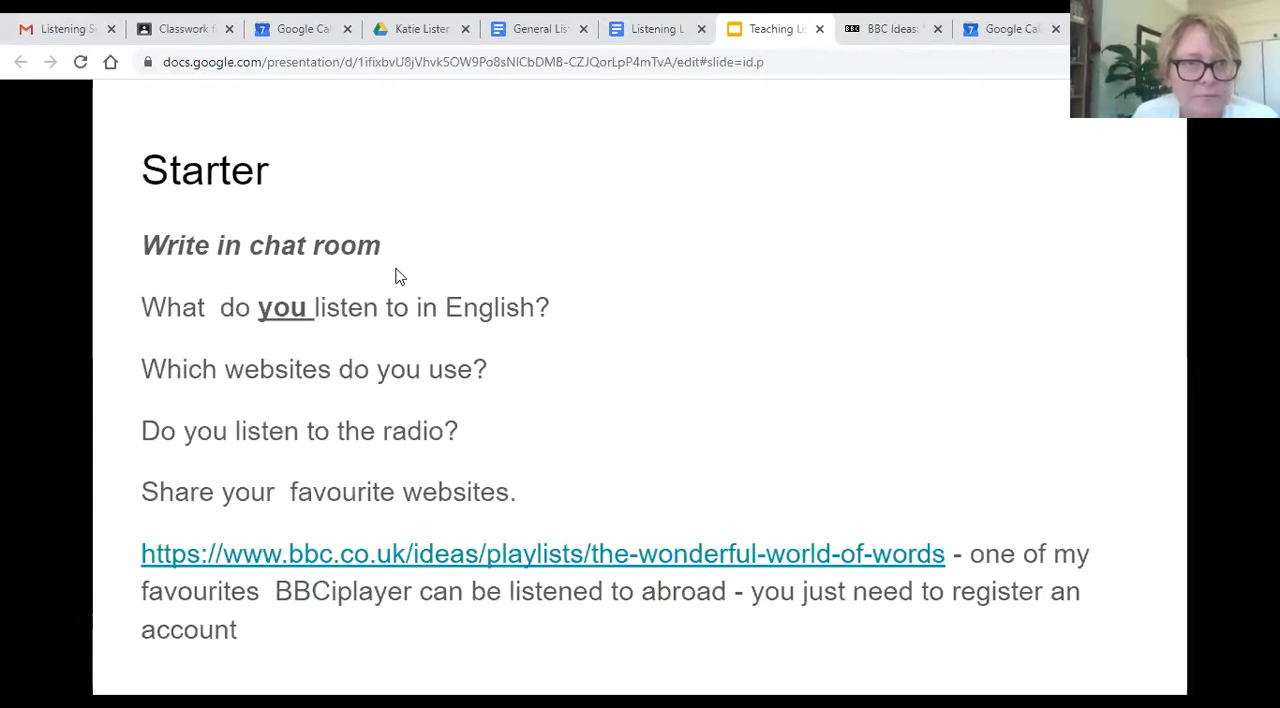 Listening S
Classwork f
Google Cal
Katie Lister
General Lis
Listening L
Teaching Li
BBC Ideas:
Google Cal
docs.google.com/presentation/d/1iflxbvU8jVhvk5OW9Po8sNlCbDMB-CZJQorLpP4mTvA/edit#slide=id.p
Starter
Write in chat room
What do you listen to in English?
Which websites do you use?
Do you listen to the radio?
Share your favourite websites.
https://www.bbc.co.uk/ideas/playlists/the-wonderful-world-of-words - one of my
favourites BBCiplayer can be listened to abroad - you just need to register an
account